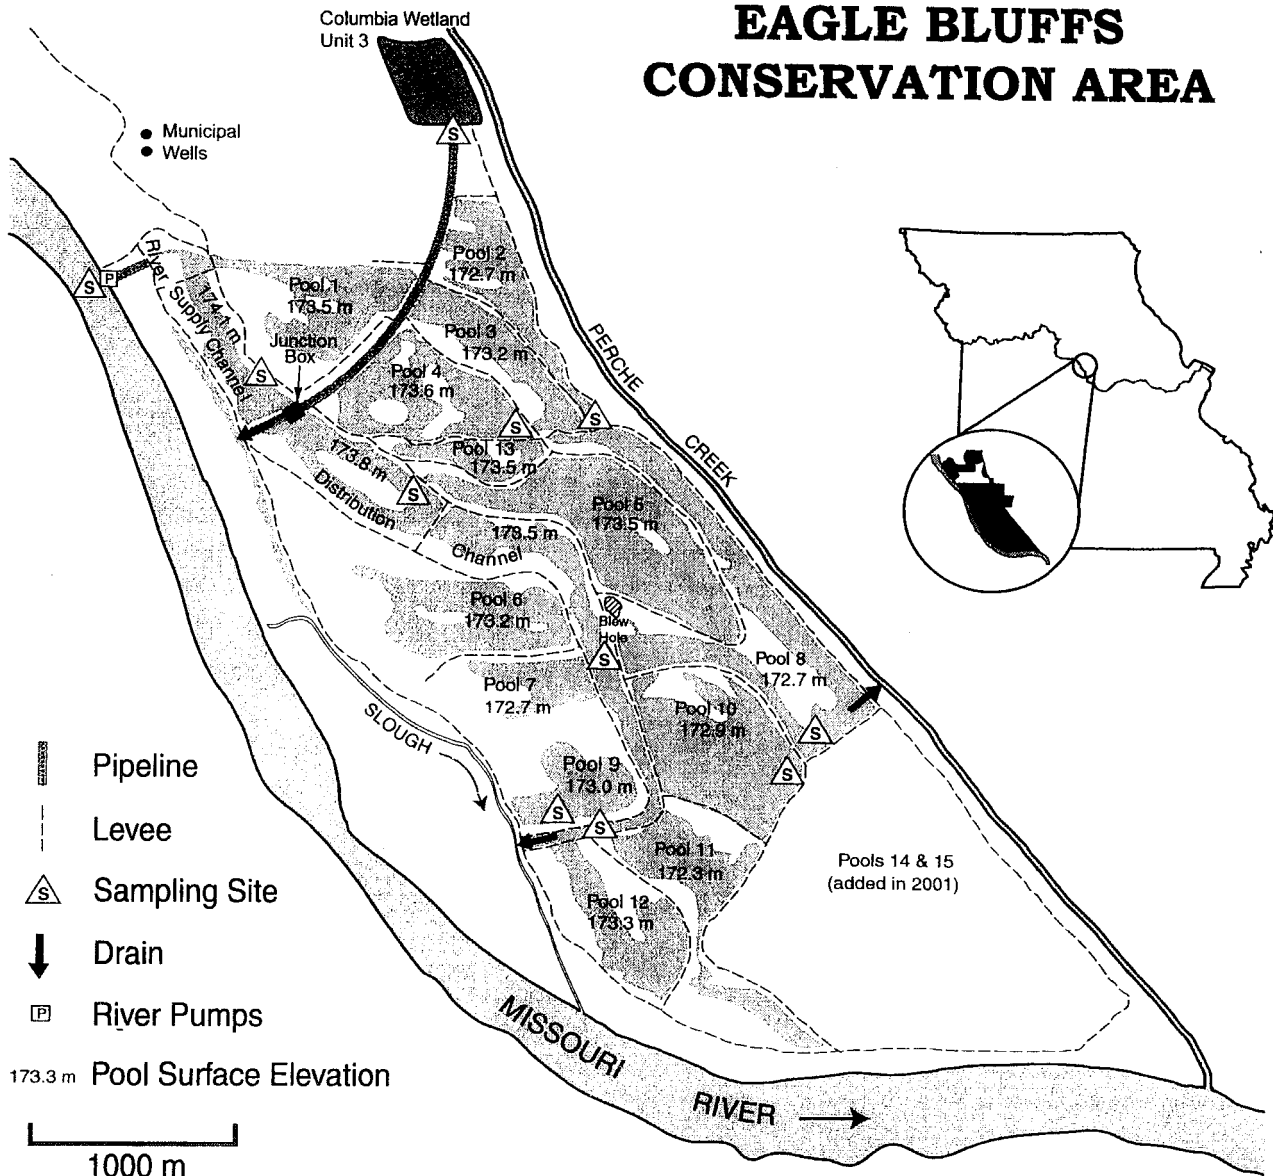 Columbia Wetland
Unit 3
EAGLE BLUFFS
CONSERVATION AREA
Municipal
Wells
S
S
P
River Supply Channel
174.1 m
Pool 1
173.5 m
Pool 2
172.7 m
Pool 3
173.2 m
Junction
Box
S
Pool 4
173.6 m
S
S
PERCHE
CREEK
Pool 13
173.5 m
173.8 m
S
Distribution
Channel
173.5 m
Pool 5
173.5 m
Pool 6
173.2 m
Blew
Hole
S
Pool 7
172.7 m
Pool 8
172.7 m
Pool 10
172.9 m
S
S
SLOUGH
Pool 9
173.0 m
S
S
Pool 11
172.3 m
Pool 12
173.3 m
Pools 14 & 15
(added in 2001)
MISSOURI
RIVER
Pipeline
Levee
S Sampling Site
Drain
P River Pumps
173.3 m Pool Surface Elevation
1000 m